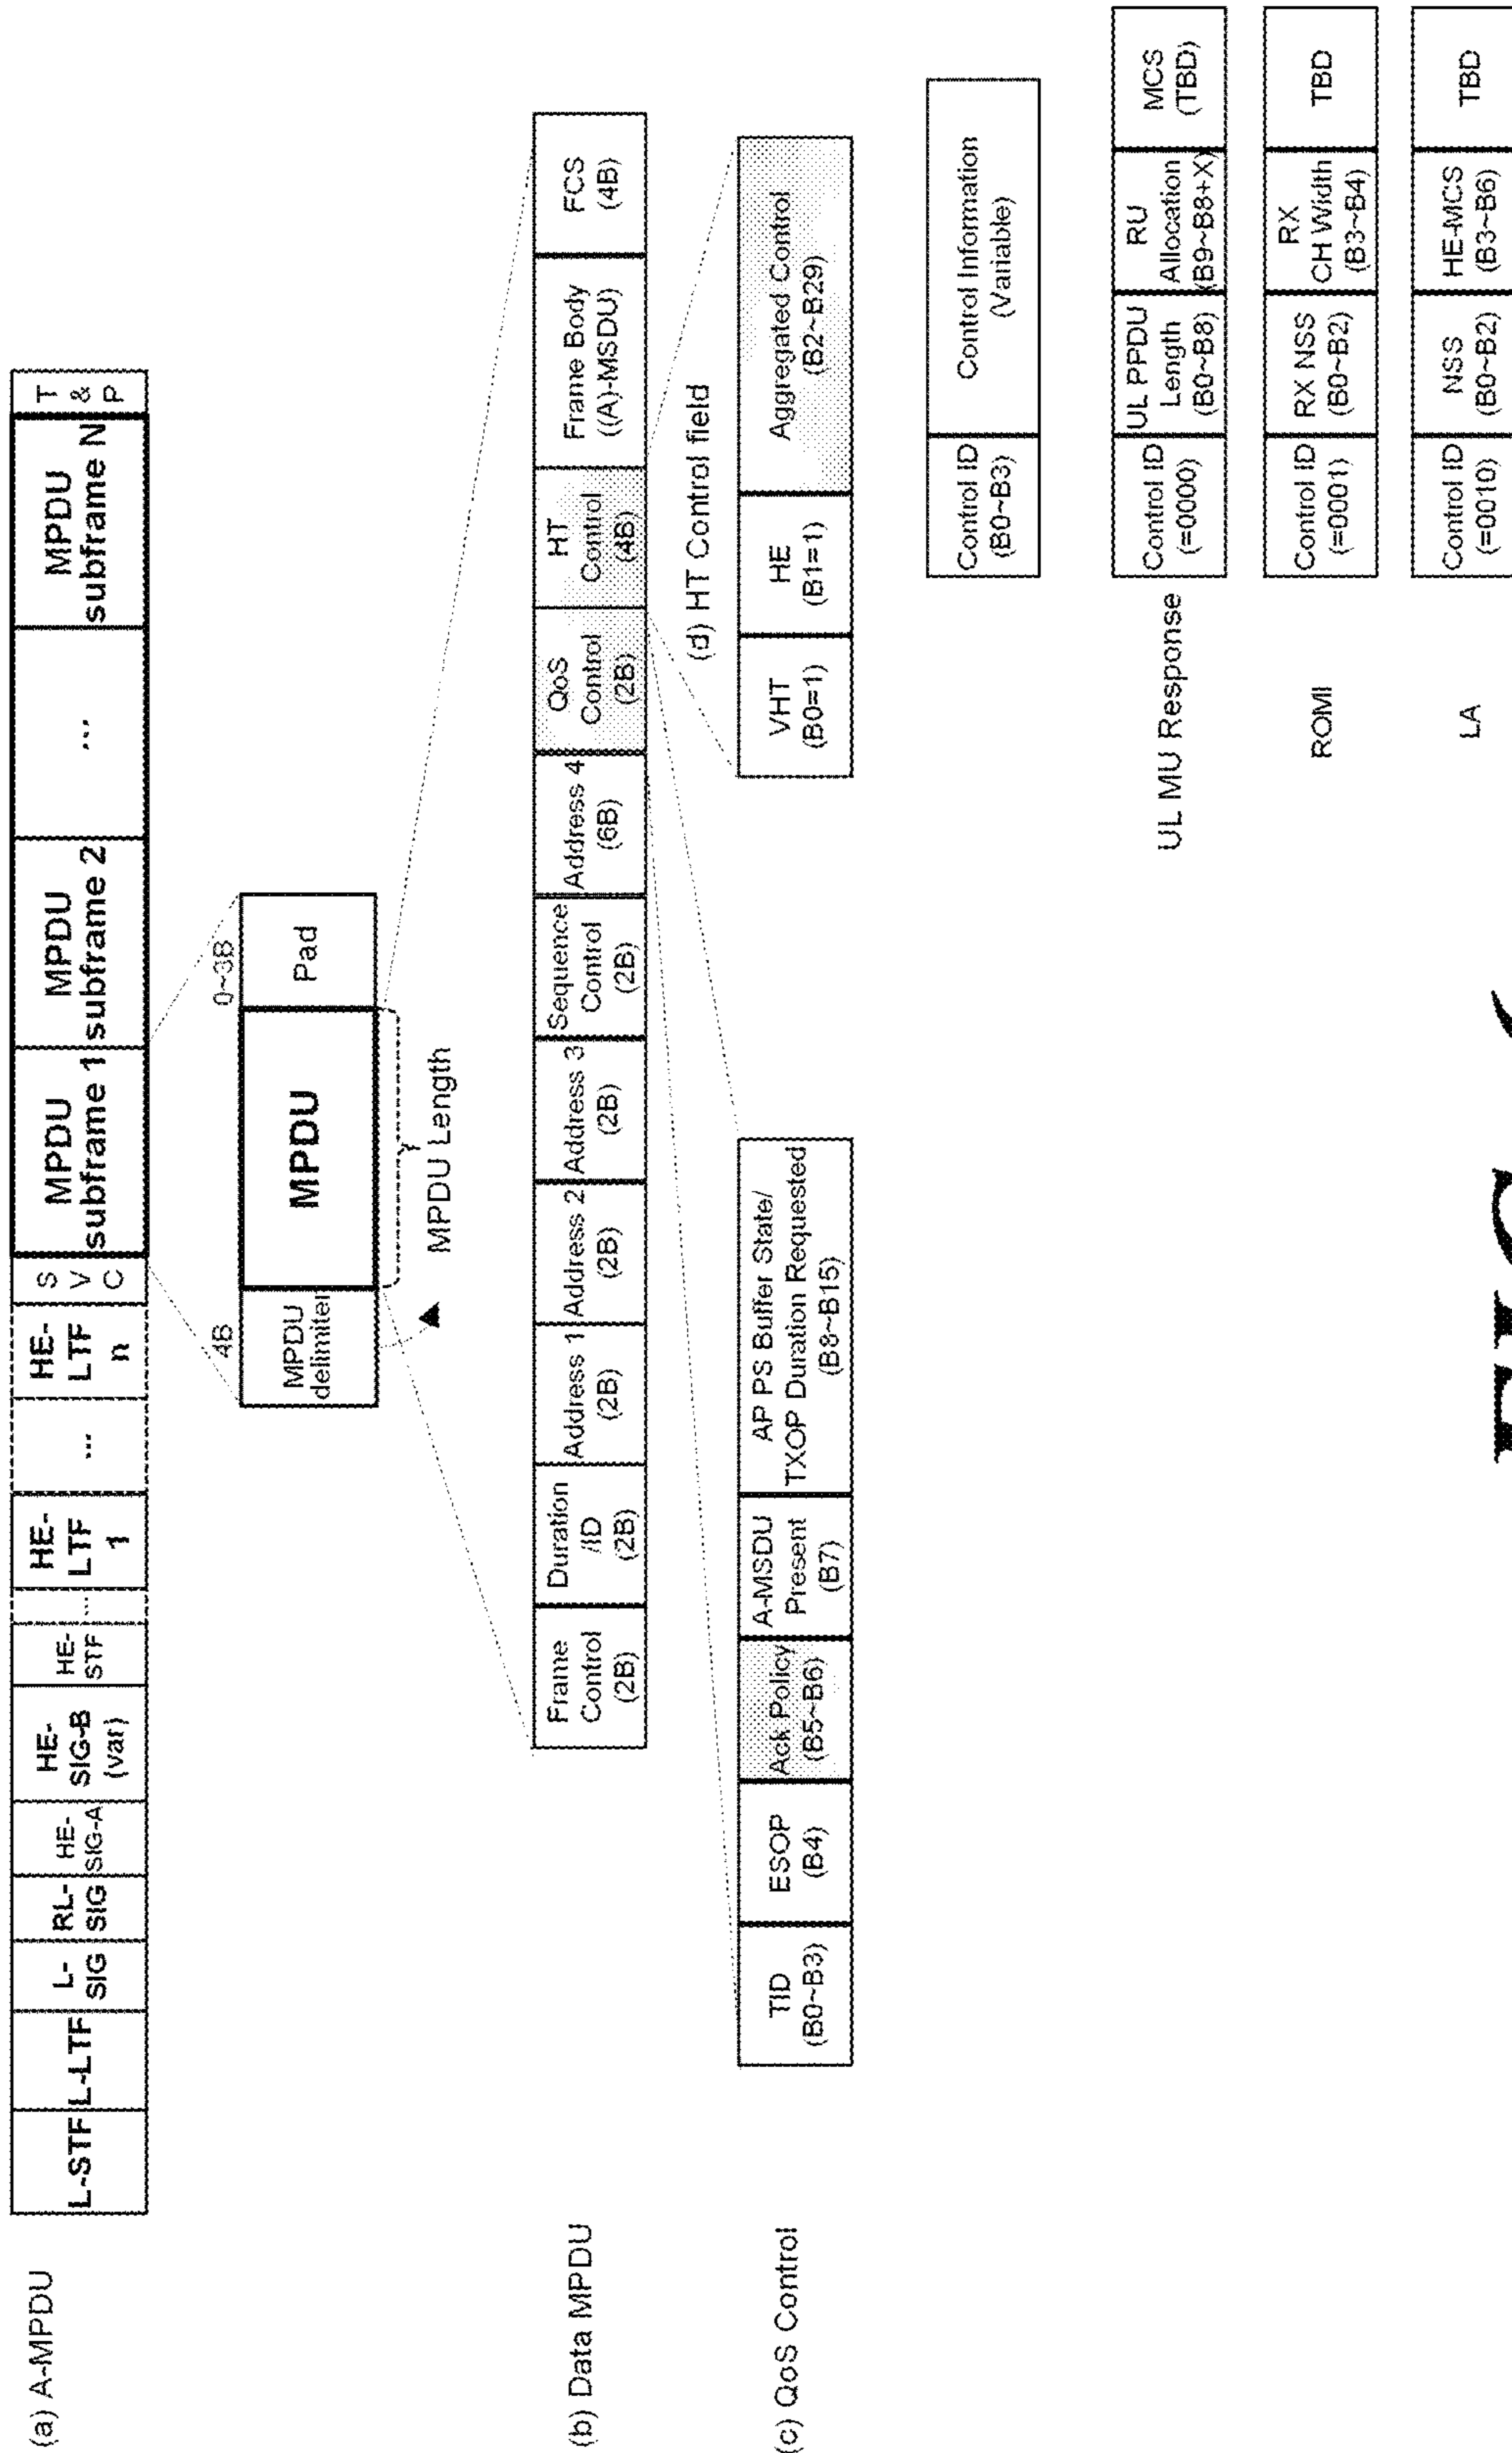 (a) A-MPDU
L-STF
L-LTF
L-
SIG
RL-
SIG
HE-
SIG-A
HE-
SIG-B
(var)
HE-
STF
...
HE-
LTF
1
...
HE-
LTF
n
S
V
C
MPDU
subframe 1
MPDU
subframe 2
...
MPDU
subframe N
T
&
P
4B
0~3B
MPDU
delimiter
MPDU
Pad
MPDU Length
(b) Data MPDU
Frame
Control
(2B)
Duration
/ID
(2B)
Address 1
(2B)
Address 2
(2B)
Address 3
(2B)
Sequence
Control
(2B)
Address 4
(6B)
QoS
Control
(2B)
HT
Control
(4B)
Frame Body
((A)-MSDU)
FCS
(4B)
(c) QoS Control
TID
(B0~B3)
ESOP
(B4)
Ack Policy
(B5~B6)
A-MSDU
Present
(B7)
AP PS Buffer State/
TXOP Duration Requested
(B8~B15)
(d) HT Control field
VHT
(B0=1)
HE
(B1=1)
Aggregated Control
(B2~B29)
Control ID
(B0~B3)
Control Information
(Variable)
UL MU Response
Control ID
(=0000)
UL PPDU
Length
(B0~B8)
RU
Allocation
(B9~B8+X)
MCS
(TBD)
ROMI
Control ID
(=0001)
RX NSS
(B0~B2)
RX
CH Width
(B3~B4)
TBD
LA
Control ID
(=0010)
NSS
(B0~B2)
HE-MCS
(B3~B6)
TBD